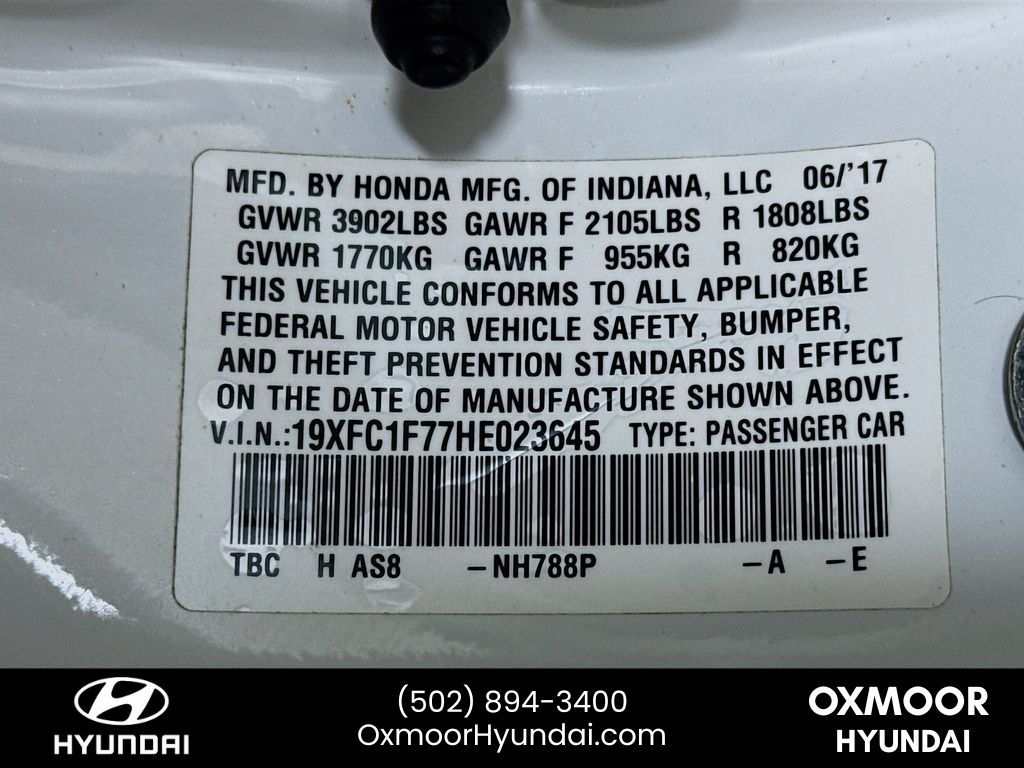 MFD. BY HONDA MFG. OF INDIANA, LLC 06/'17
GVWR 3902LBS GAWR F 2105LBS R 1808LBS
GVWR 1770KG GAWR F 955KG R 820KG
THIS VEHICLE CONFORMS TO ALL APPLICABLE
FEDERAL MOTOR VEHICLE SAFETY, BUMPER,
AND THEFT PREVENTION STANDARDS IN EFFECT
ON THE DATE OF MANUFACTURE SHOWN ABOVE.
V.I.N.:19XFC1F77HE023645 TYPE: PASSENGER CAR
TBC H AS8 –NH788P –A –E
HYUNDAI
(502) 894-3400
OxmoorHyundai.com
OXMOOR
HYUNDAI